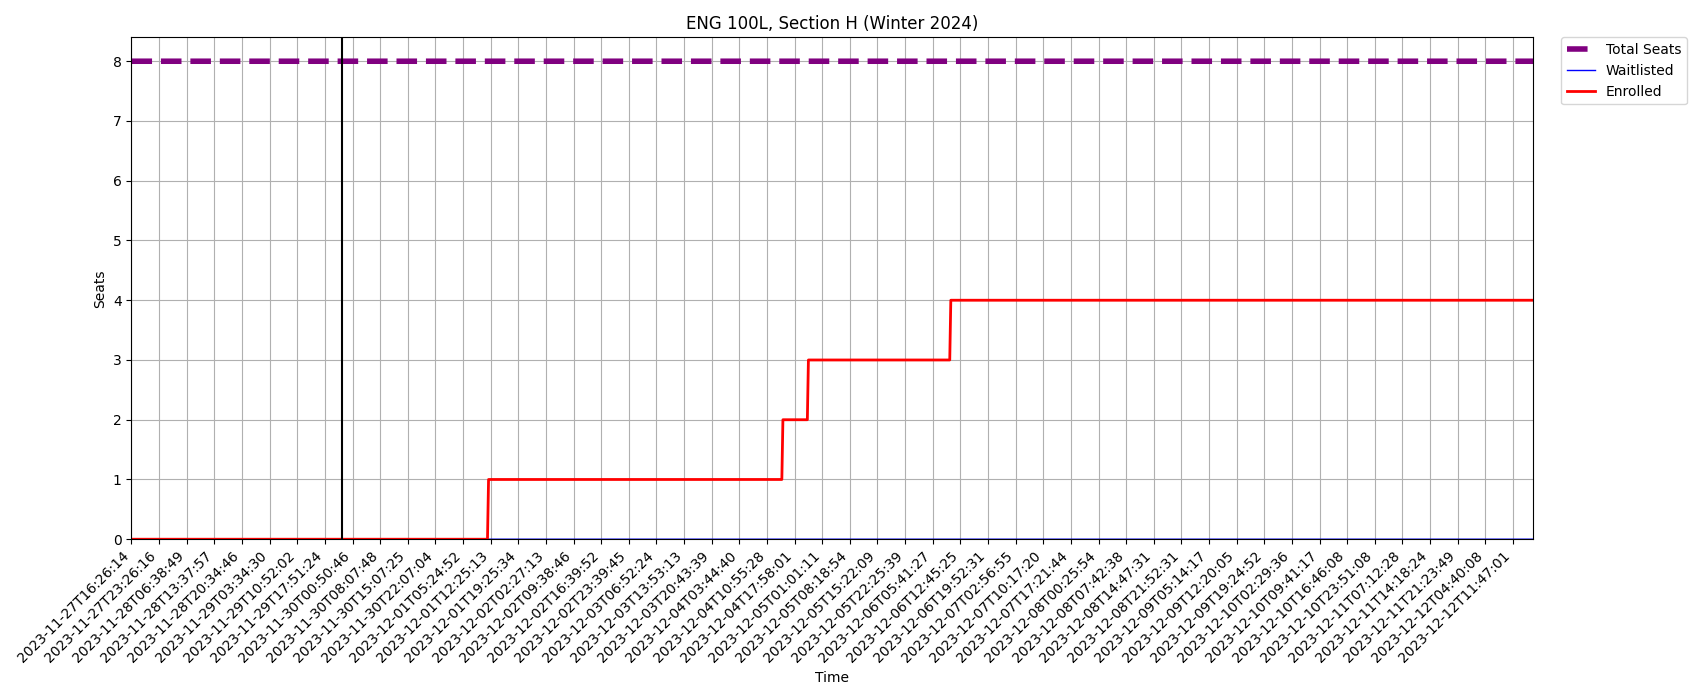 ENG 100L, Section H (Winter 2024)
Total Seats
Waitlisted
Enrolled
Seats
8
7
6
5
4
3
2
1
0
2023-11-27T16:26:14
2023-11-27T23:26:16
2023-11-28T06:38:49
2023-11-28T13:37:57
2023-11-28T20:34:46
2023-11-29T03:34:30
2023-11-29T10:52:02
2023-11-29T17:51:24
2023-11-30T00:50:46
2023-11-30T08:07:48
2023-11-30T15:07:25
2023-11-30T22:07:04
2023-12-01T05:24:52
2023-12-01T12:25:13
2023-12-01T19:25:34
2023-12-02T02:27:13
2023-12-02T09:38:46
2023-12-02T16:39:52
2023-12-02T23:39:45
2023-12-03T06:52:24
2023-12-03T13:53:13
2023-12-03T20:43:39
2023-12-04T03:44:40
2023-12-04T10:55:28
2023-12-04T17:58:01
2023-12-05T01:01:11
2023-12-05T08:18:54
2023-12-05T15:22:09
2023-12-05T22:25:39
2023-12-06T05:41:27
2023-12-06T12:45:25
2023-12-06T19:52:31
2023-12-07T02:56:55
2023-12-07T10:17:20
2023-12-07T17:21:44
2023-12-08T00:25:54
2023-12-08T07:42:38
2023-12-08T14:47:31
2023-12-08T21:52:31
2023-12-09T05:14:17
2023-12-09T12:20:05
2023-12-09T19:24:52
2023-12-10T02:29:36
2023-12-10T09:41:17
2023-12-10T16:46:08
2023-12-10T23:51:08
2023-12-11T07:12:28
2023-12-11T14:18:24
2023-12-11T21:23:49
2023-12-12T04:40:08
2023-12-12T11:47:01
Time